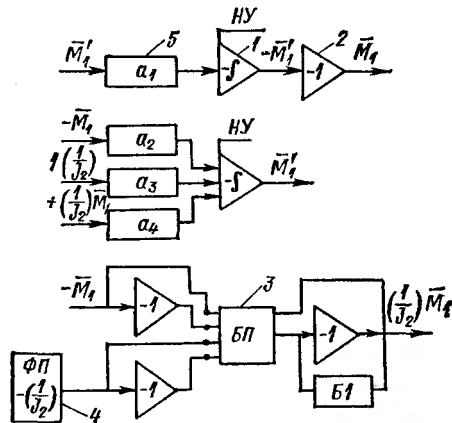 5 НУ 1 2
M̄₁' a₁ -∫ -M̄₁' -1 M̄₁
НУ
-M̄₁ a₂
1(1/J₂) a₃ -∫ M̄₁'
+(1/J₂)M̄₁ a₄
3
-M̄₁ -1 БП -1 (1/J₂)M̄₁
ФП -(1/J₂) -1 Б1
4